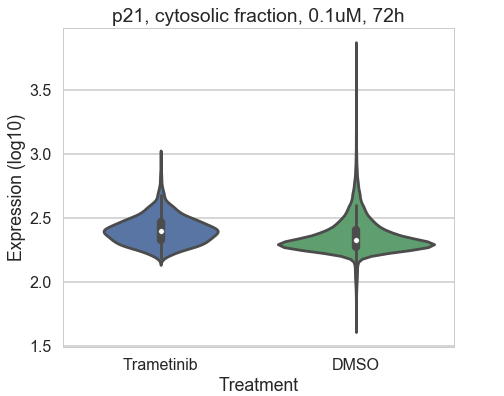 p21, cytosolic fraction, 0.1uM, 72h
Expression (log10)
3.5
3.0
2.5
2.0
1.5
Trametinib DMSO
Treatment